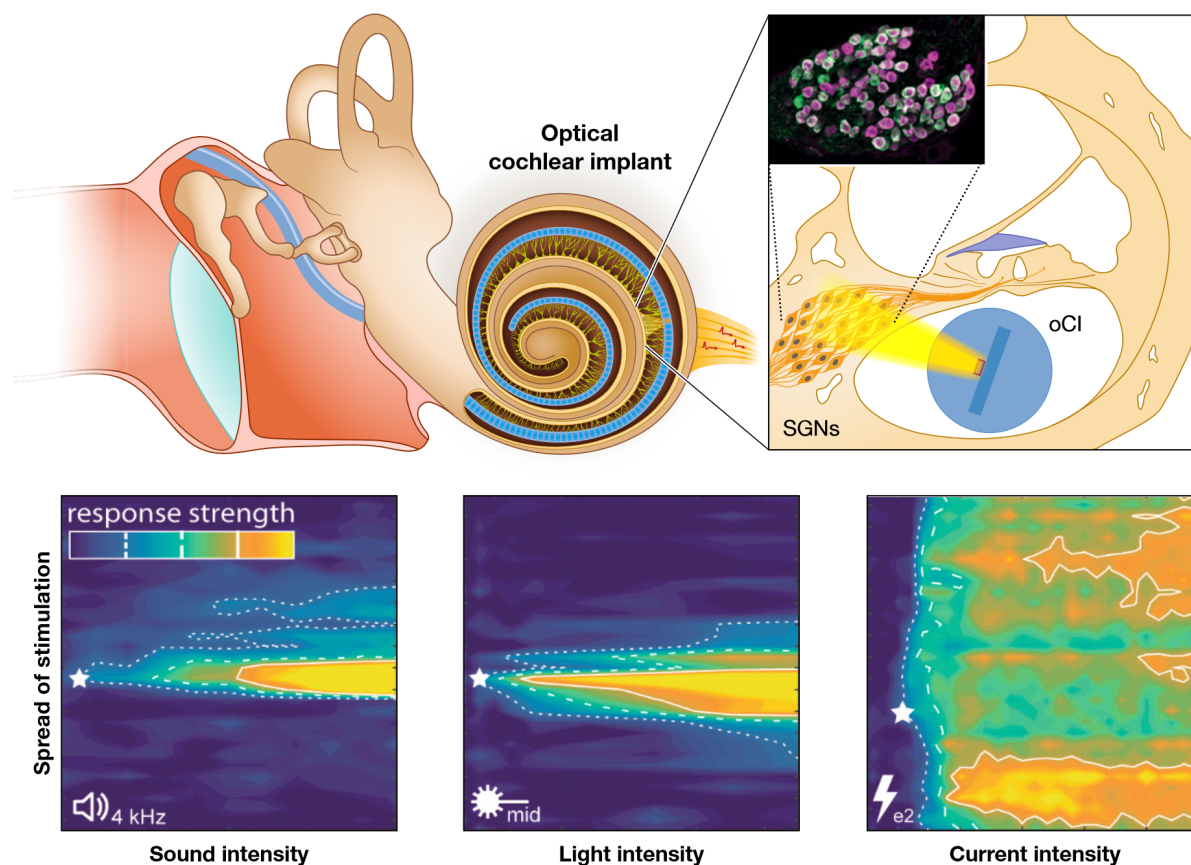 Optical
cochlear implant
oCI
SGNs
response strength
Spread of stimulation
4 kHz
mid
e2
Sound intensity
Light intensity
Current intensity